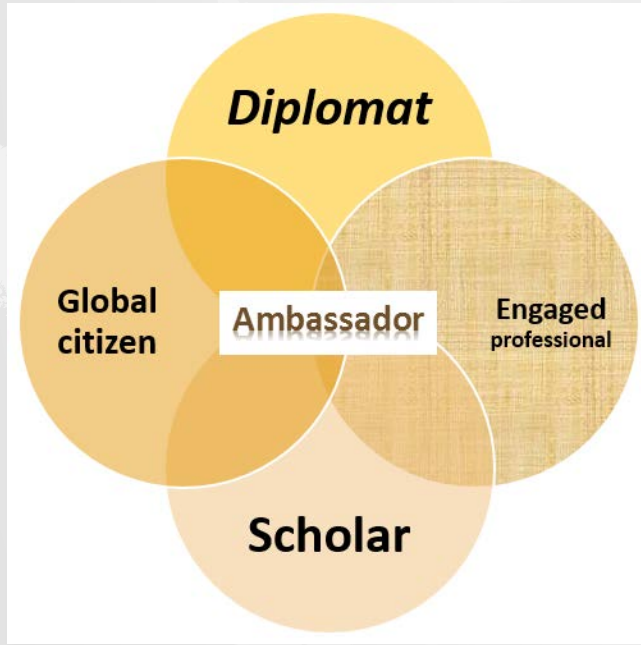 Diplomat
Global
citizen
Ambassador
Engaged
professional
Scholar